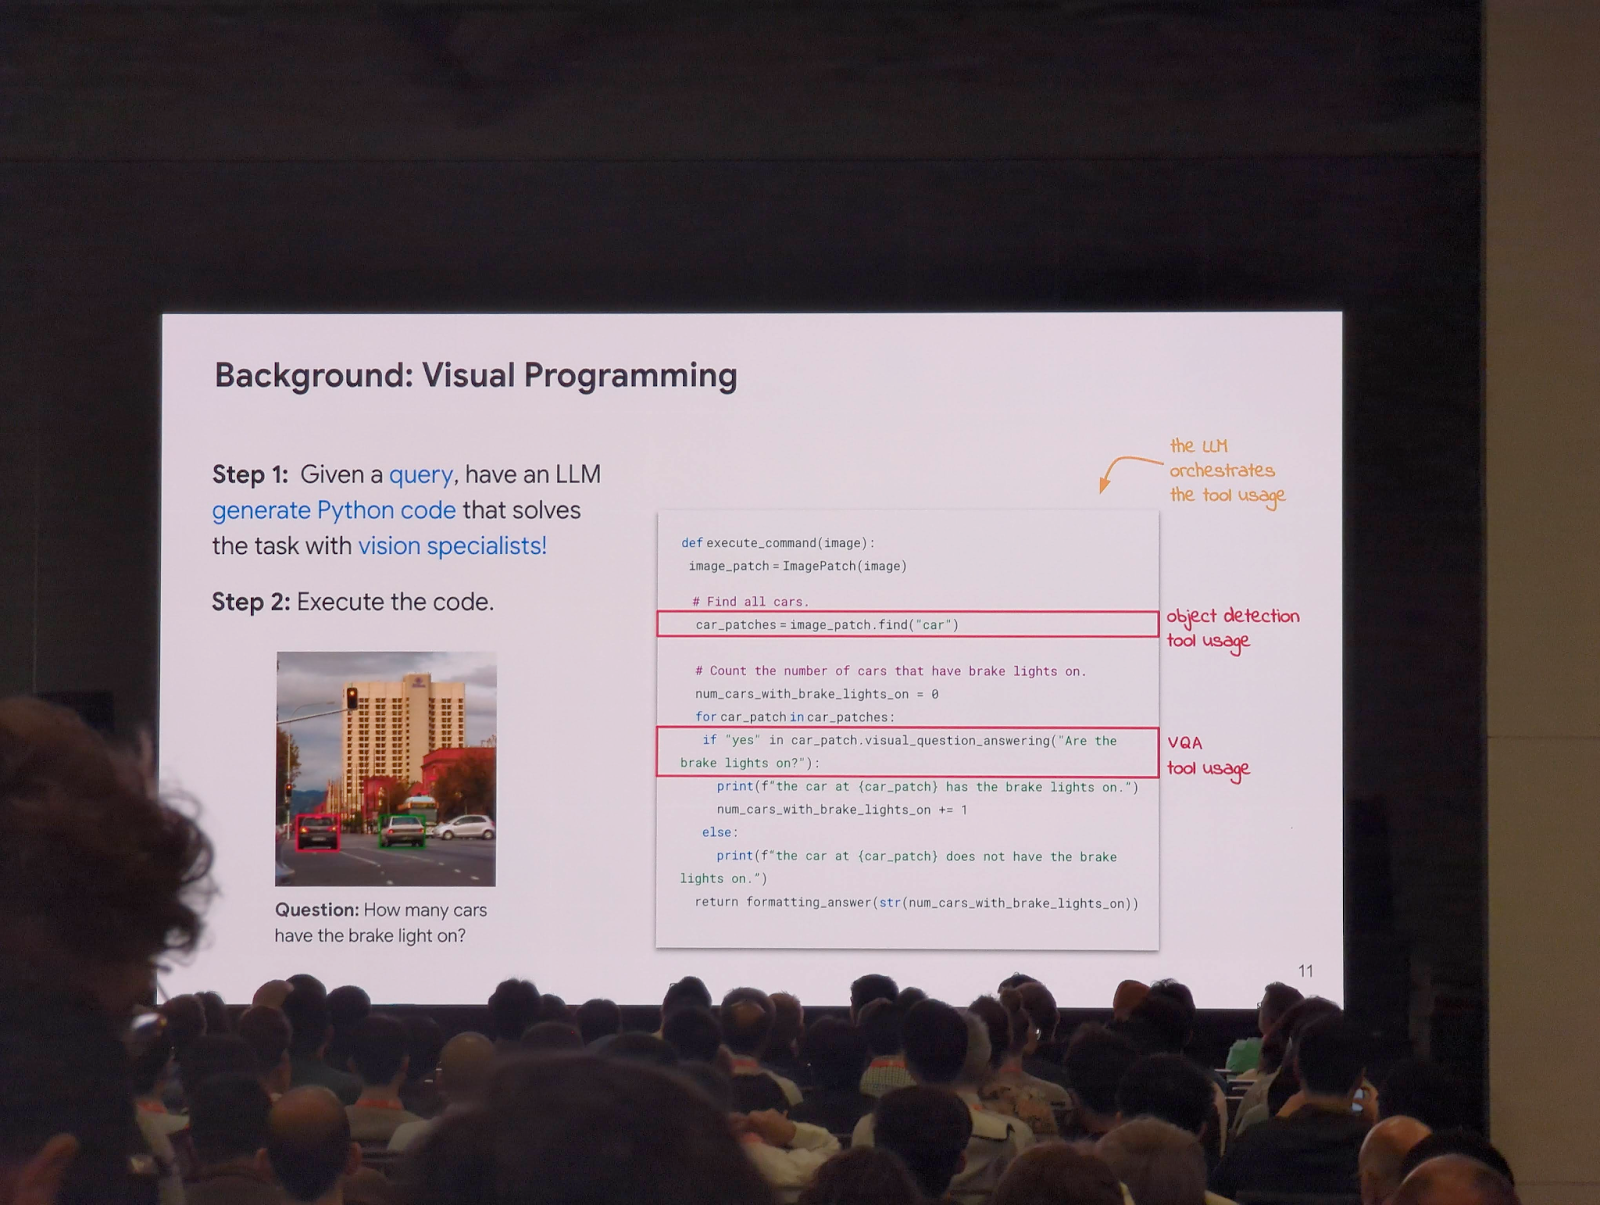 Background: Visual Programming
Step 1: Given a query, have an LLM
generate Python code that solves
the task with vision specialists!
Step 2: Execute the code.
Question: How many cars
have the brake light on?
the LLM
orchestrates
the tool usage
def execute_command(image):
image_patch = ImagePatch(image)
# Find all cars.
car_patches = image_patch.find("car")
object detection
tool usage
# Count the number of cars that have brake lights on.
num_cars_with_brake_lights_on = 0
for car_patch in car_patches:
if "yes" in car_patch.visual_question_answering("Are the
brake lights on?"):
VQA
tool usage
print(f"the car at {car_patch} has the brake lights on.")
num_cars_with_brake_lights_on += 1
else:
print(f"the car at {car_patch} does not have the brake
lights on.")
return formatting_answer(str(num_cars_with_brake_lights_on))
11